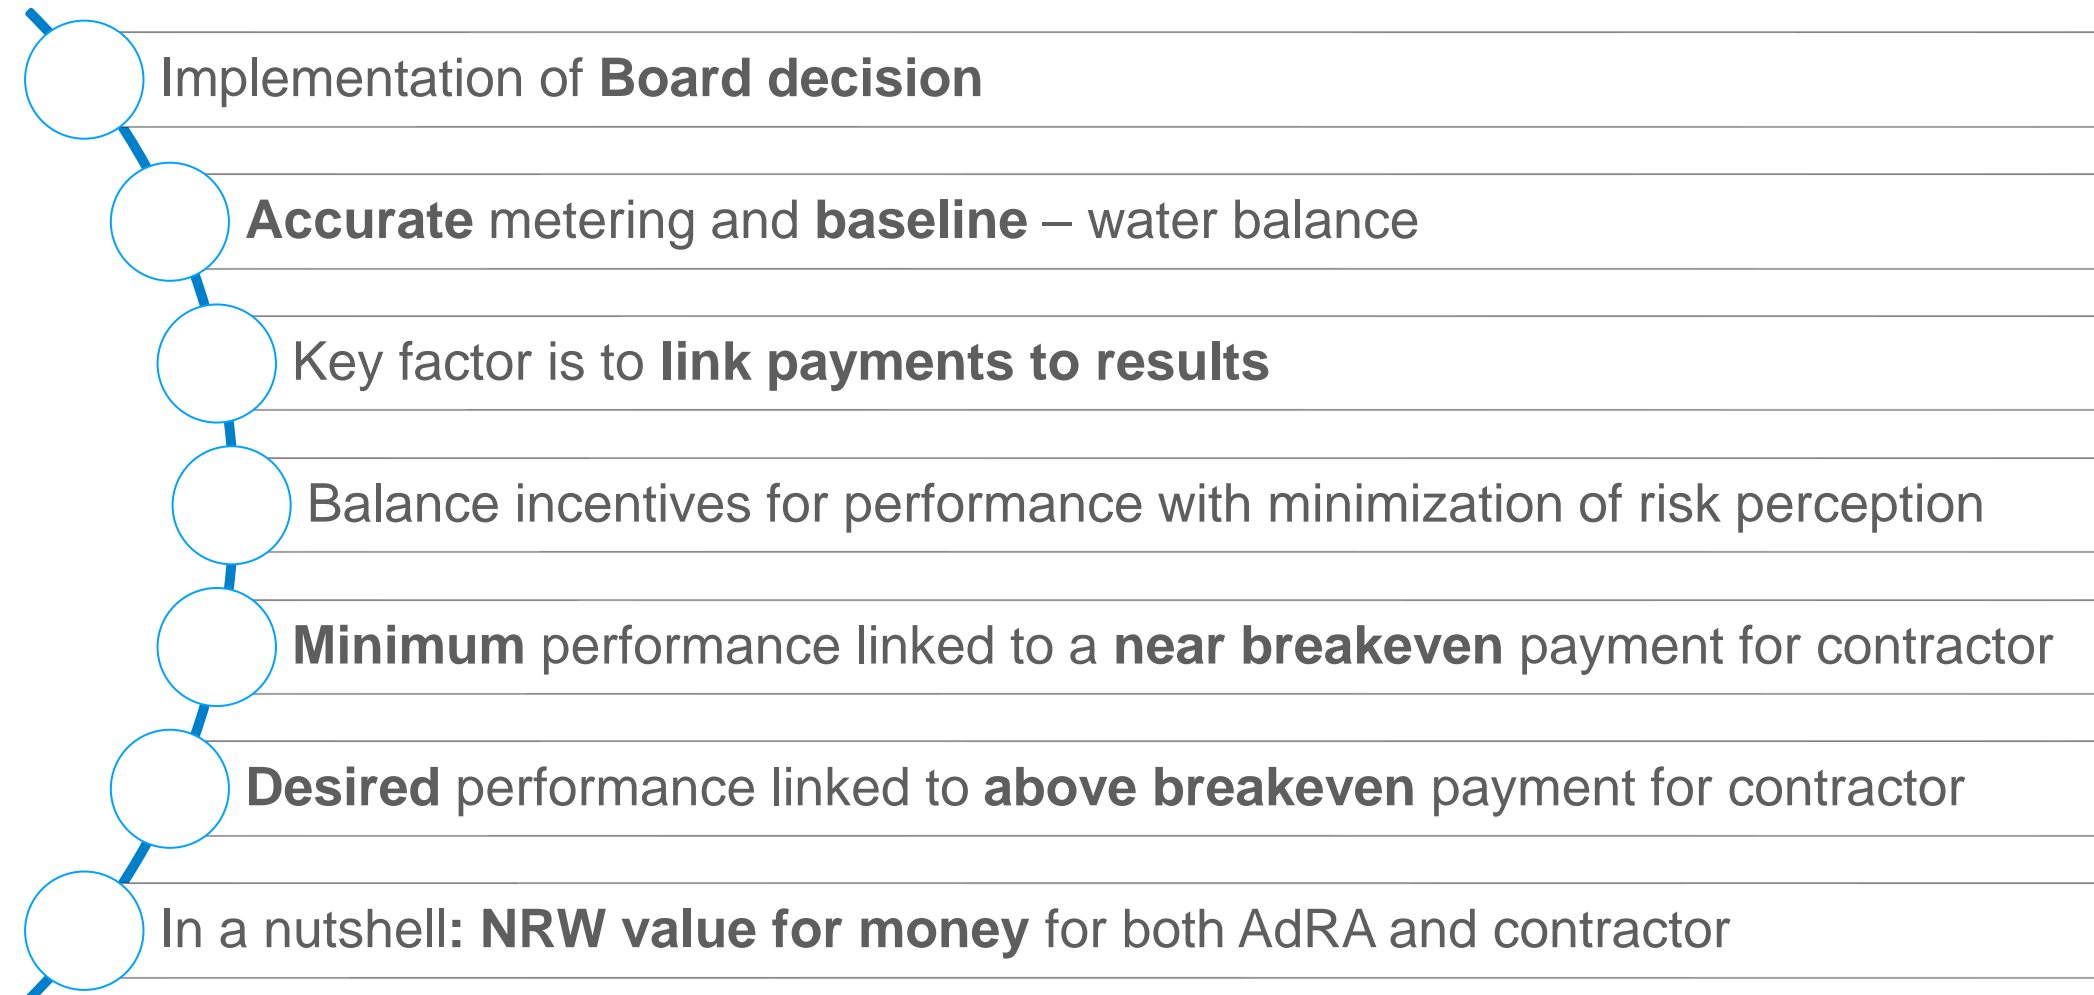 Implementation of Board decision
Accurate metering and baseline – water balance
Key factor is to link payments to results
Balance incentives for performance with minimization of risk perception
Minimum performance linked to a near breakeven payment for contractor
Desired performance linked to above breakeven payment for contractor
In a nutshell: NRW value for money for both AdRA and contractor